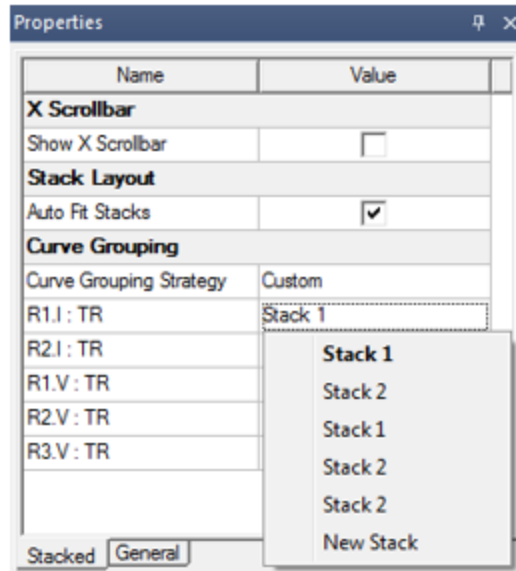 Properties
Name Value
X Scrollbar
Show X Scrollbar
Stack Layout
Auto Fit Stacks
Curve Grouping
Curve Grouping Strategy Custom
R1.I : TR Stack 1
R2.I : TR
R1.V : TR
R2.V : TR
R3.V : TR
Stack 1
Stack 2
Stack 1
Stack 2
Stack 2
New Stack
Stacked General